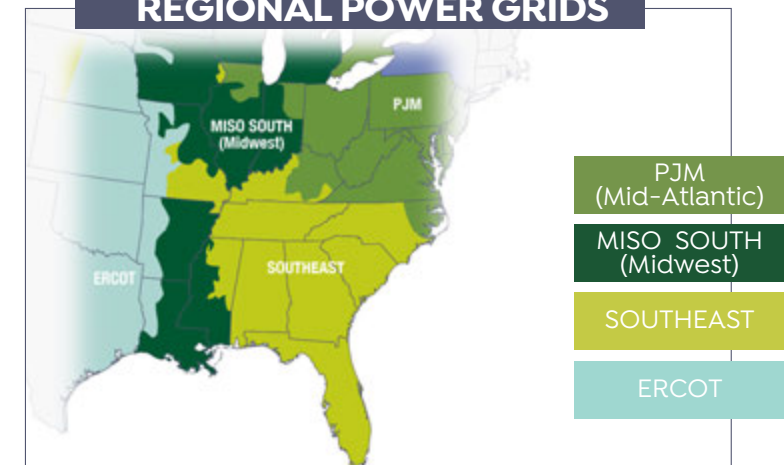 REGIONAL POWER GRIDS
PJM
MISO SOUTH
(Midwest)
ERCOT
SOUTHEAST
PJM
(Mid-Atlantic)
MISO SOUTH
(Midwest)
SOUTHEAST
ERCOT